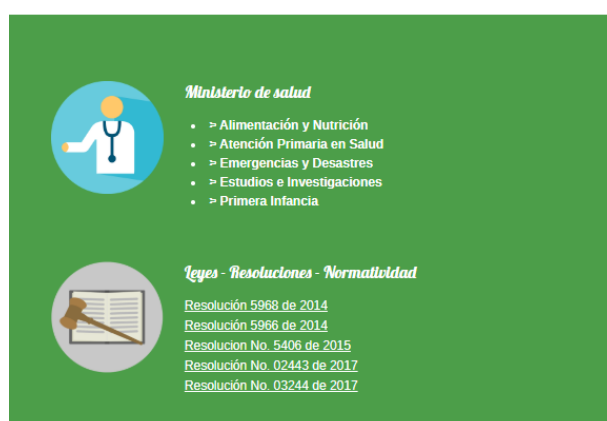 Ministerio de salud
• ⊳ Alimentación y Nutrición
• ⊳ Atención Primaria en Salud
• ⊳ Emergencias y Desastres
• ⊳ Estudios e Investigaciones
• ⊳ Primera Infancia
Leyes - Resoluciones - Normatividad
Resolución 5968 de 2014
Resolución 5966 de 2014
Resolucion No. 5406 de 2015
Resolución No. 02443 de 2017
Resolución No. 03244 de 2017